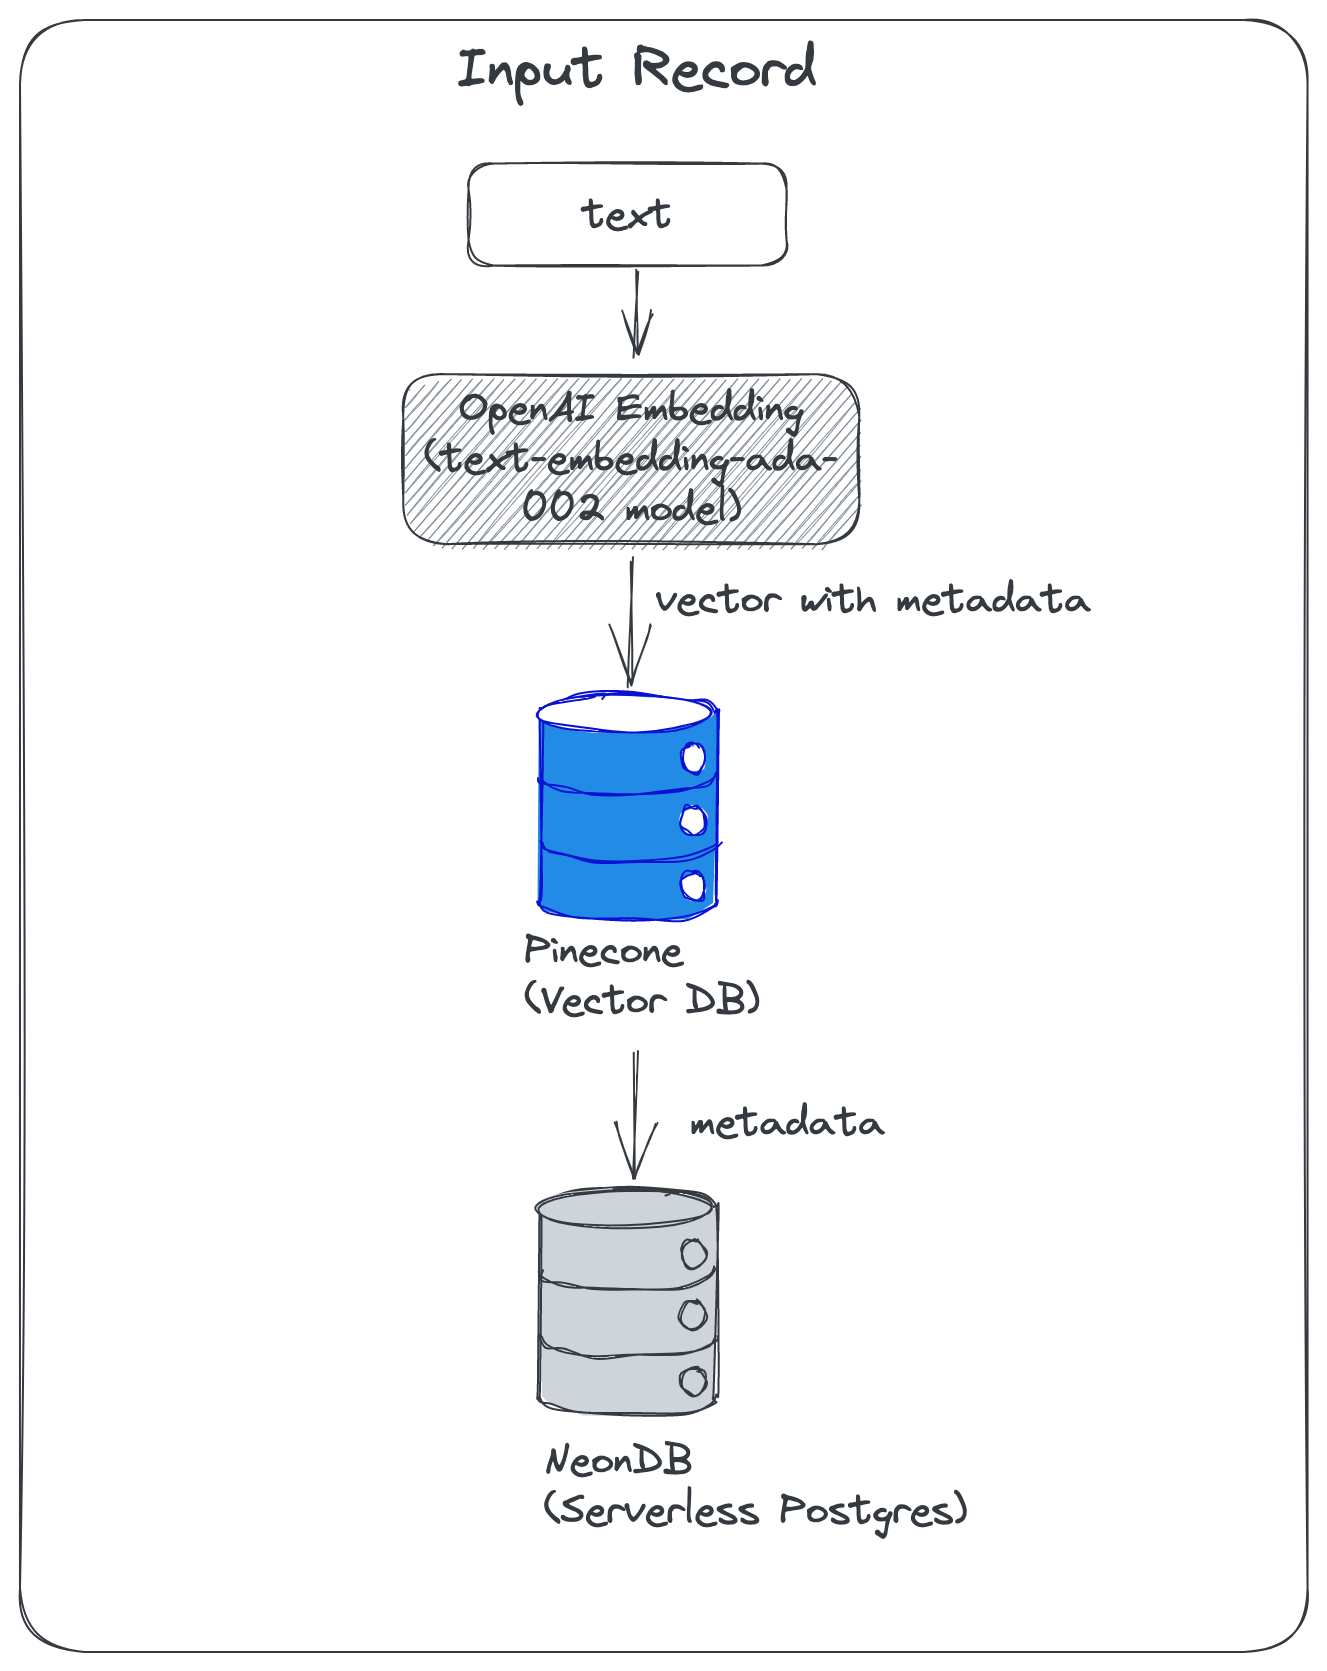 Input Record
text
OpenAI Embedding
(text-embedding-ada-
002 model)
vector with metadata
Pinecone
(Vector DB)
metadata
NeonDB
(Serverless Postgres)